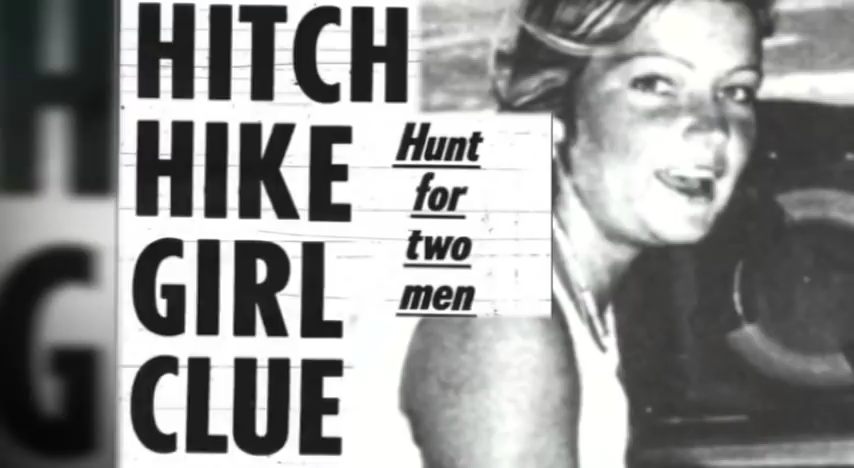 HITCH
HIKE
GIRL
CLUE
Hunt
for
two
men
H
G